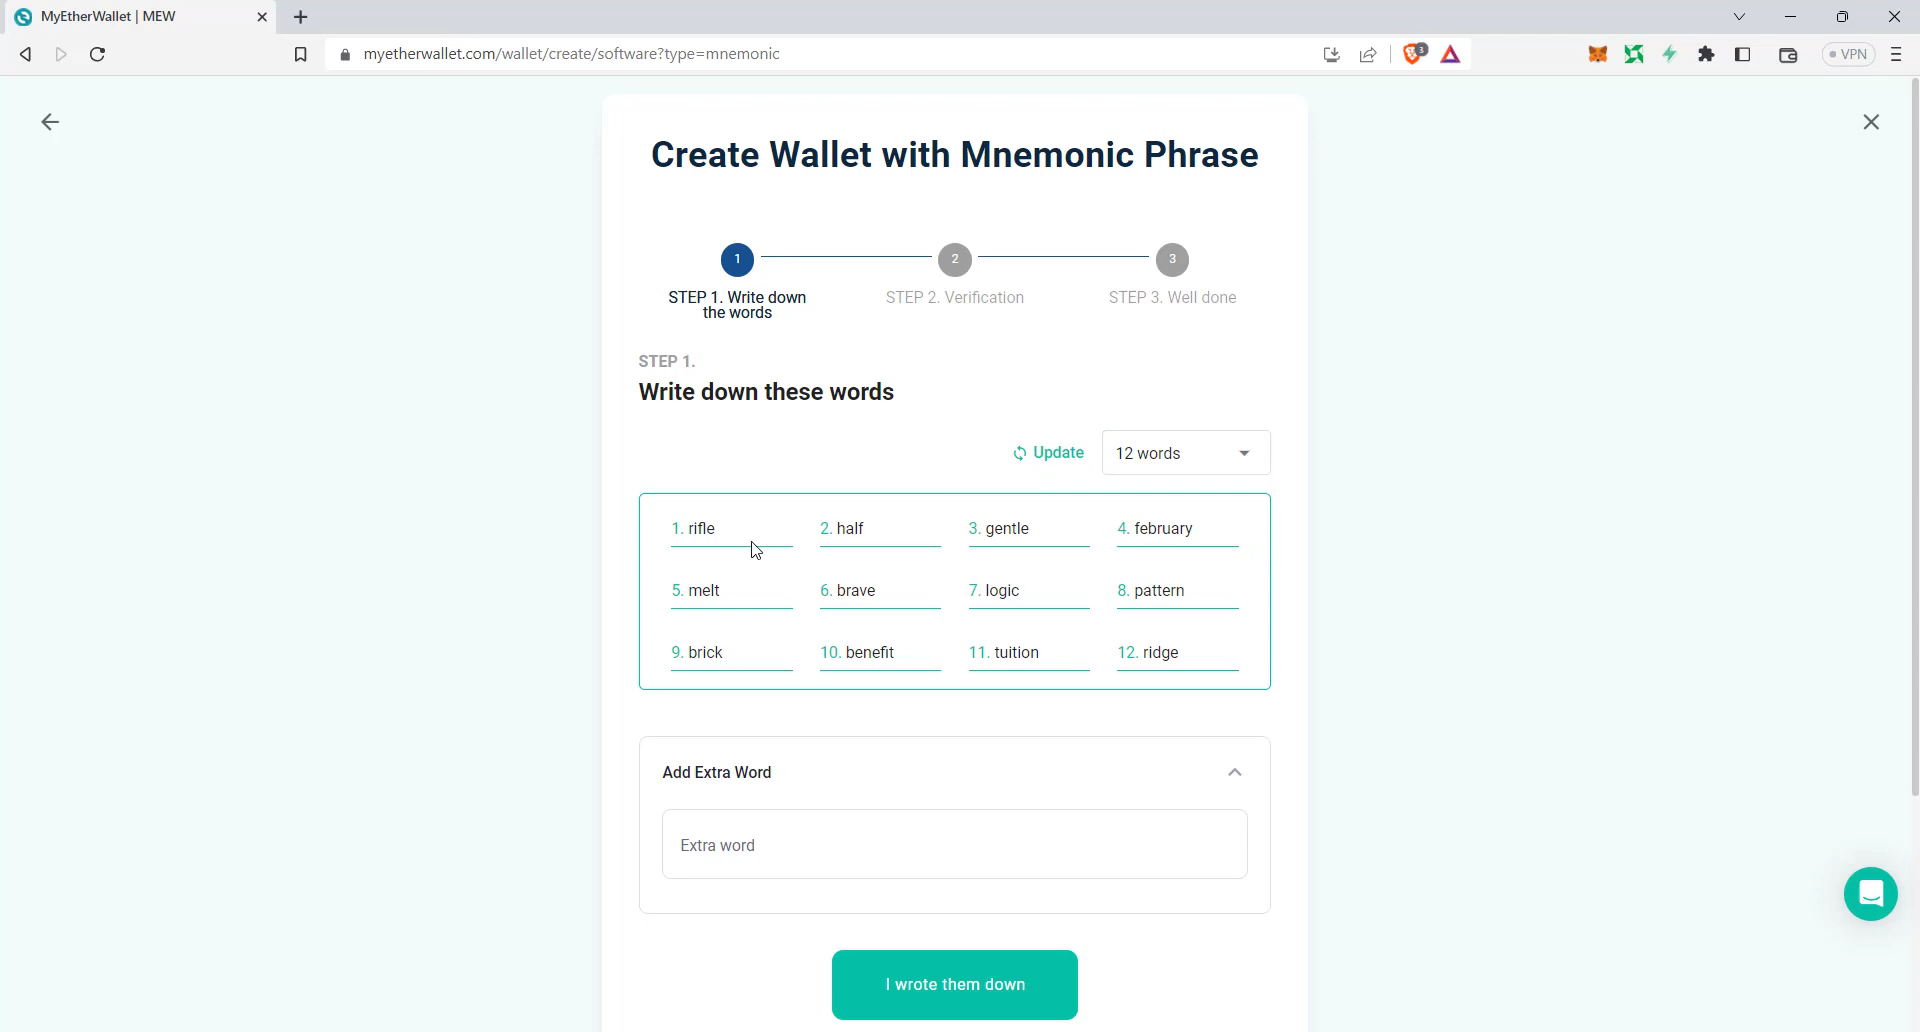 MyEtherWallet | MEW
myetherwallet.com/wallet/create/software?type=mnemonic
3
VPN
Create Wallet with Mnemonic Phrase
1
2
3
STEP 1. Write down
the words
STEP 2. Verification
STEP 3. Well done
STEP 1.
Write down these words
Update
12 words
1. rifle 2. half 3. gentle 4. february
5. melt 6. brave 7. logic 8. pattern
9. brick 10. benefit 11. tuition 12. ridge
Add Extra Word
Extra word
I wrote them down